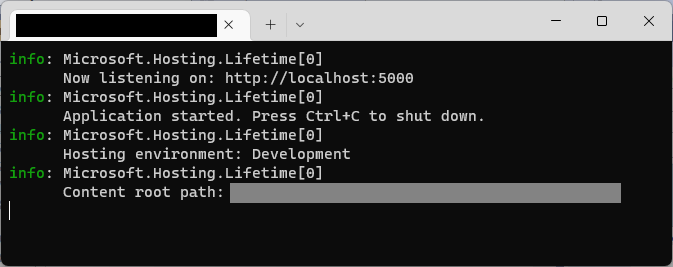 info: Microsoft.Hosting.Lifetime[0]
Now listening on: http://localhost:5000
info: Microsoft.Hosting.Lifetime[0]
Application started. Press Ctrl+C to shut down.
info: Microsoft.Hosting.Lifetime[0]
Hosting environment: Development
info: Microsoft.Hosting.Lifetime[0]
Content root path: